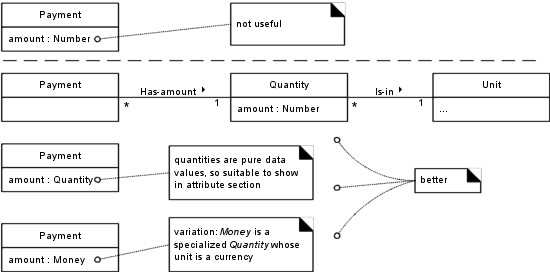 Payment
amount : Number
not useful
Payment
Has-amount
*
1
Quantity
amount : Number
Is-in
*
1
Unit
...
Payment
amount : Quantity
quantities are pure data
values, so suitable to show
in attribute section
better
Payment
amount : Money
variation: Money is a
specialized Quantity whose
unit is a currency